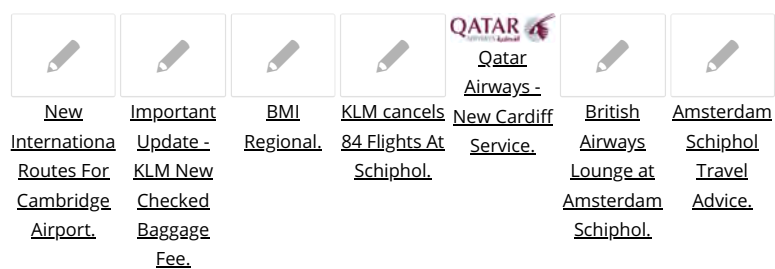 New
Internationa
Routes For
Cambridge
Airport.
Important
Update -
KLM New
Checked
Baggage
Fee.
BMI
Regional.
KLM cancels
84 Flights At
Schiphol.
QATAR
Qatar
Airways -
New Cardiff
Service.
British
Airways
Lounge at
Amsterdam
Schiphol.
Amsterdam
Schiphol
Travel
Advice.